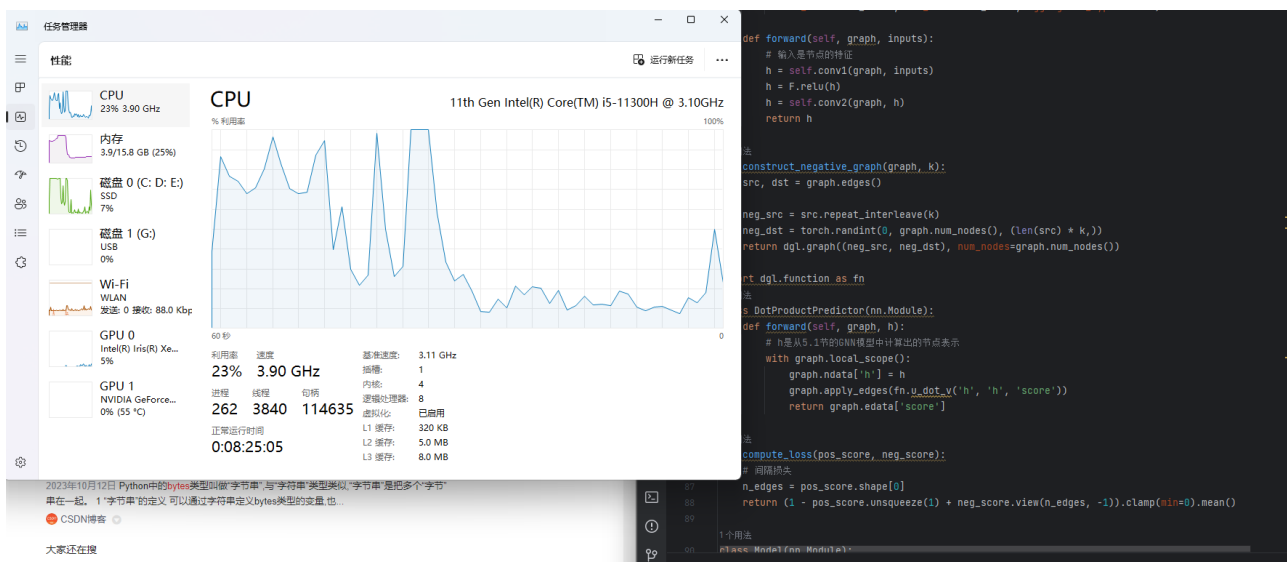 任务管理器
性能
运行新任务
CPU
23% 3.90 GHz
内存
3.9/15.8 GB (25%)
磁盘 0 (C: D: E:)
SSD
7%
磁盘 1 (G:)
USB
0%
Wi-Fi
WLAN
发送: 0 接收: 88.0 Kbp
GPU 0
Intel(R) Iris(R) Xe...
5%
GPU 1
NVIDIA GeForce...
0% (55 °C)
CPU
11th Gen Intel(R) Core(TM) i5-11300H @ 3.10GHz
% 利用率
100%
60 秒
0
利用率
速度
23%
3.90 GHz
进程
线程
句柄
262
3840
114635
正常运行时间
0:08:25:05
基准速度: 3.11 GHz
插槽: 1
内核: 4
逻辑处理器: 8
虚拟化: 已启用
L1 缓存: 320 KB
L2 缓存: 5.0 MB
L3 缓存: 8.0 MB
2023年10月12日 Python中的bytes类型叫做“字节串”,与“字符串”类型类似,“字节串”是把多个“字节”
串在一起。 1 “字节串”的定义 可以通过字符串定义bytes类型的变量,也...
CSDN博客
大家还在搜
def forward(self, graph, inputs):
# 输入是节点的特征
h = self.conv1(graph, inputs)
h = F.relu(h)
h = self.conv2(graph, h)
return h
法
construct_negative_graph(graph, k):
src, dst = graph.edges()
neg_src = src.repeat_interleave(k)
neg_dst = torch.randint(0, graph.num_nodes(), (len(src) * k,))
return dgl.graph((neg_src, neg_dst), num_nodes=graph.num_nodes())
rt dgl.function as fn
法
s DotProductPredictor(nn.Module):
def forward(self, graph, h):
# h是从5.1节的GNN模型中计算出的节点表示
with graph.local_scope():
graph.ndata['h'] = h
graph.apply_edges(fn.u_dot_v('h', 'h', 'score'))
return graph.edata['score']
法
compute_loss(pos_score, neg_score):
# 间隔损失
87 n_edges = pos_score.shape[0]
88 return (1 - pos_score.unsqueeze(1) + neg_score.view(n_edges, -1)).clamp(min=0).mean()
89
1个用法
90 class Model(nn.Module):